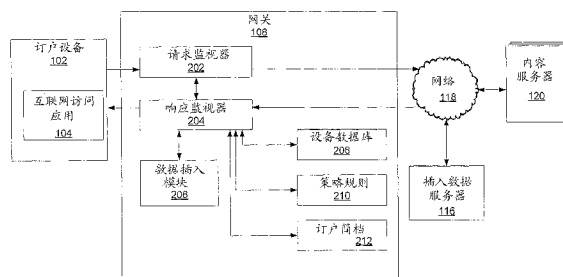 网关
108
订户设备
102
互联网访问
应用
104
请求监视器
202
响应监视器
204
数据插入
模块
208
设备数据库
206
策略规则
210
订户简档
212
网络
118
内容
服务器
120
插入数据
服务器
116